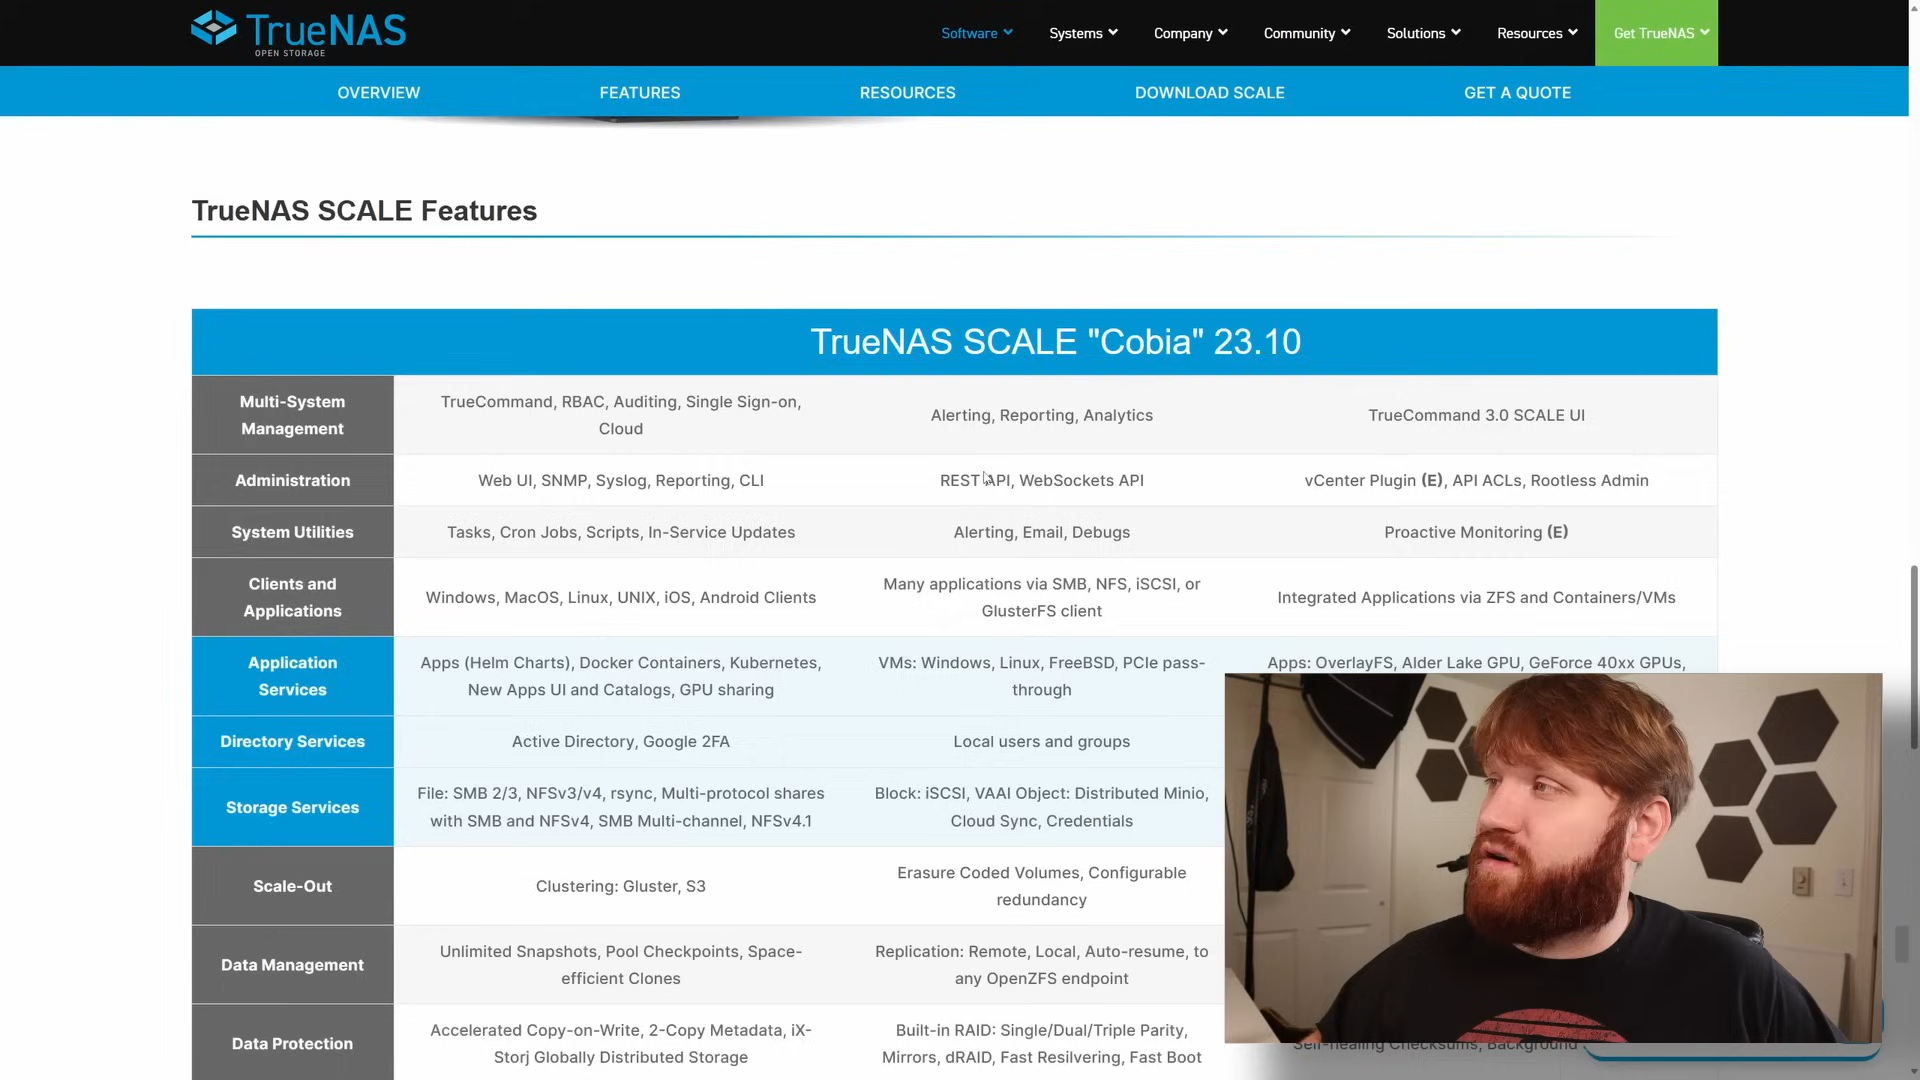 TrueNAS
OPEN STORAGE
Software
Systems
Company
Community
Solutions
Resources
Get TrueNAS
OVERVIEW
FEATURES
RESOURCES
DOWNLOAD SCALE
GET A QUOTE
TrueNAS SCALE Features
TrueNAS SCALE "Cobia" 23.10
Multi-System
Management
TrueCommand, RBAC, Auditing, Single Sign-on,
Cloud
Alerting, Reporting, Analytics
TrueCommand 3.0 SCALE UI
Administration
Web UI, SNMP, Syslog, Reporting, CLI
REST API, WebSockets API
vCenter Plugin (E), API ACLs, Rootless Admin
System Utilities
Tasks, Cron Jobs, Scripts, In-Service Updates
Alerting, Email, Debugs
Proactive Monitoring (E)
Clients and
Applications
Windows, MacOS, Linux, UNIX, iOS, Android Clients
Many applications via SMB, NFS, iSCSI, or
GlusterFS client
Integrated Applications via ZFS and Containers/VMs
Application
Services
Apps (Helm Charts), Docker Containers, Kubernetes,
New Apps UI and Catalogs, GPU sharing
VMs: Windows, Linux, FreeBSD, PCIe pass-
through
Apps: OverlayFS, Alder Lake GPU, GeForce 40xx GPUs,
Directory Services
Active Directory, Google 2FA
Local users and groups
Storage Services
File: SMB 2/3, NFSv3/v4, rsync, Multi-protocol shares
with SMB and NFSv4, SMB Multi-channel, NFSv4.1
Block: iSCSI, VAAI Object: Distributed Minio,
Cloud Sync, Credentials
Scale-Out
Clustering: Gluster, S3
Erasure Coded Volumes, Configurable
redundancy
Data Management
Unlimited Snapshots, Pool Checkpoints, Space-
efficient Clones
Replication: Remote, Local, Auto-resume, to
any OpenZFS endpoint
Data Protection
Accelerated Copy-on-Write, 2-Copy Metadata, iX-
Storj Globally Distributed Storage
Built-in RAID: Single/Dual/Triple Parity,
Mirrors, dRAID, Fast Resilvering, Fast Boot
Self-healing Checksums, Background